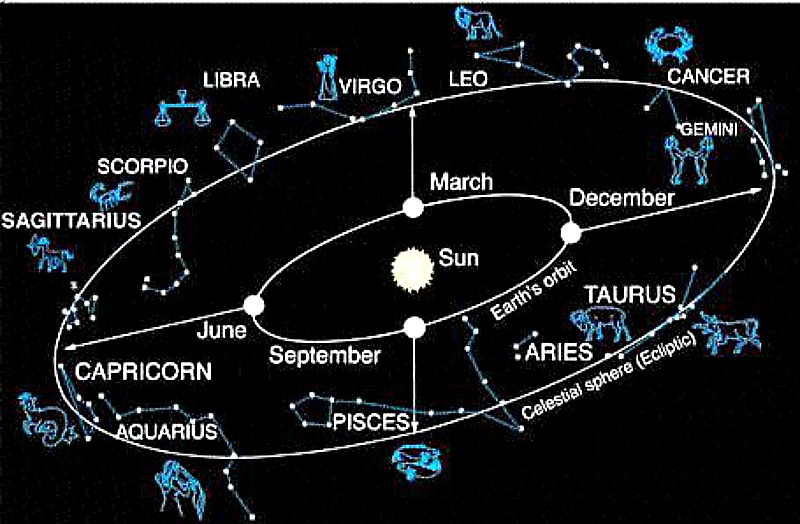 LIBRA
VIRGO
LEO
CANCER
GEMINI
SCORPIO
SAGITTARIUS
March
December
Sun
Earth's orbit
June
September
TAURUS
ARIES
Celestial sphere (Ecliptic)
CAPRICORN
AQUARIUS
PISCES